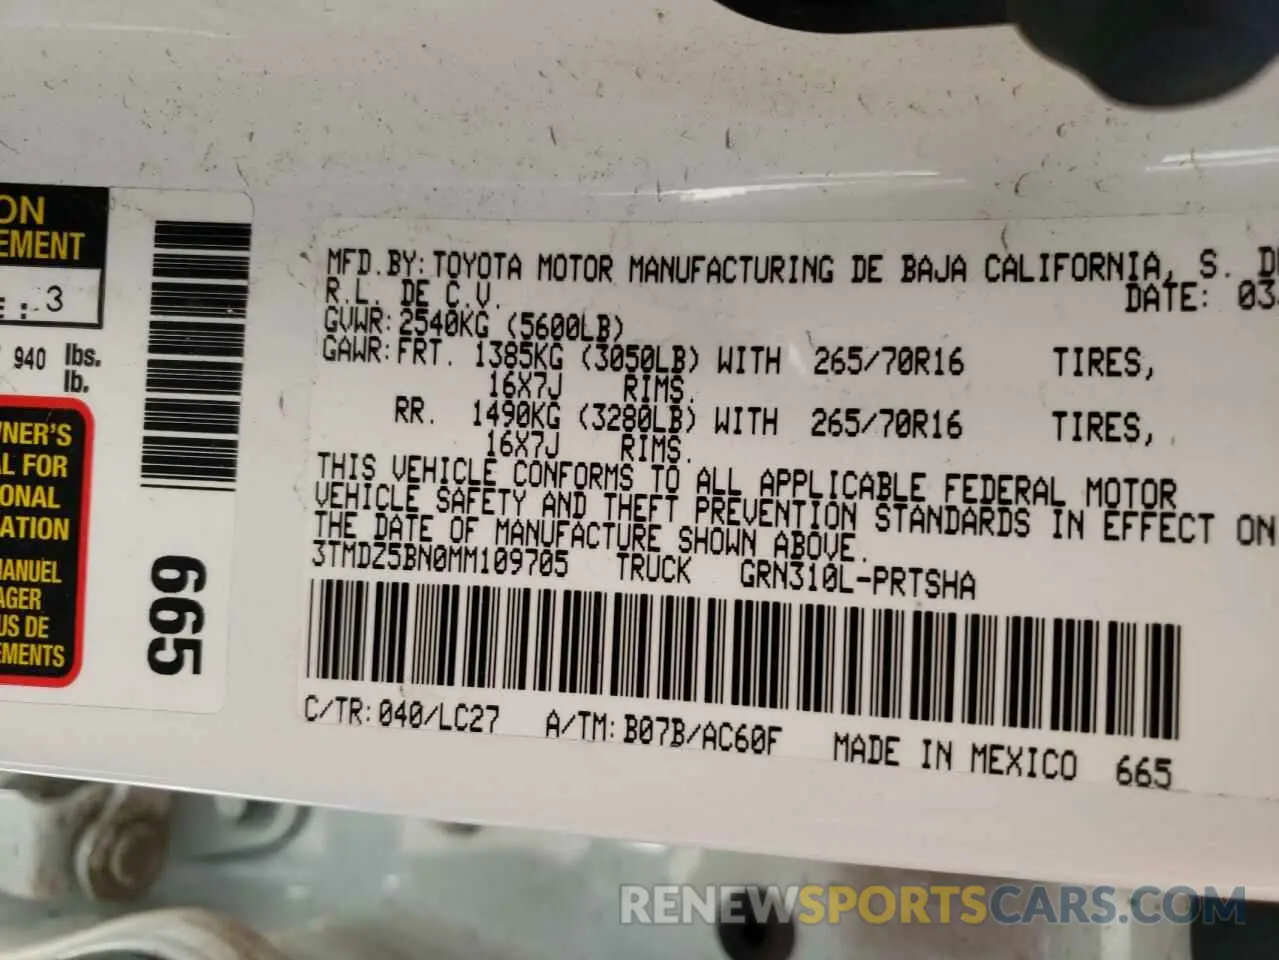 ON
EMENT
: 3
940 lbs.
lb.
NER'S
L FOR
ONAL
ATION
MANUEL
AGER
US DE
EMENTS
665
MFD.BY:TOYOTA MOTOR MANUFACTURING DE BAJA CALIFORNIA, S. D
R.L. DE C.V. DATE: 03
GVWR:2540KG (5600LB)
GAWR:FRT. 1385KG (3050LB) WITH 265/70R16 TIRES,
16X7J RIMS.
RR. 1490KG (3280LB) WITH 265/70R16 TIRES,
16X7J RIMS.
THIS VEHICLE CONFORMS TO ALL APPLICABLE FEDERAL MOTOR
VEHICLE SAFETY AND THEFT PREVENTION STANDARDS IN EFFECT ON
THE DATE OF MANUFACTURE SHOWN ABOVE.
3TMDZ5BN0MM109705 TRUCK GRN310L-PRTSHA
C/TR:040/LC27 A/TM:B07B/AC60F MADE IN MEXICO 665
RENEWSPORTSCARS.COM